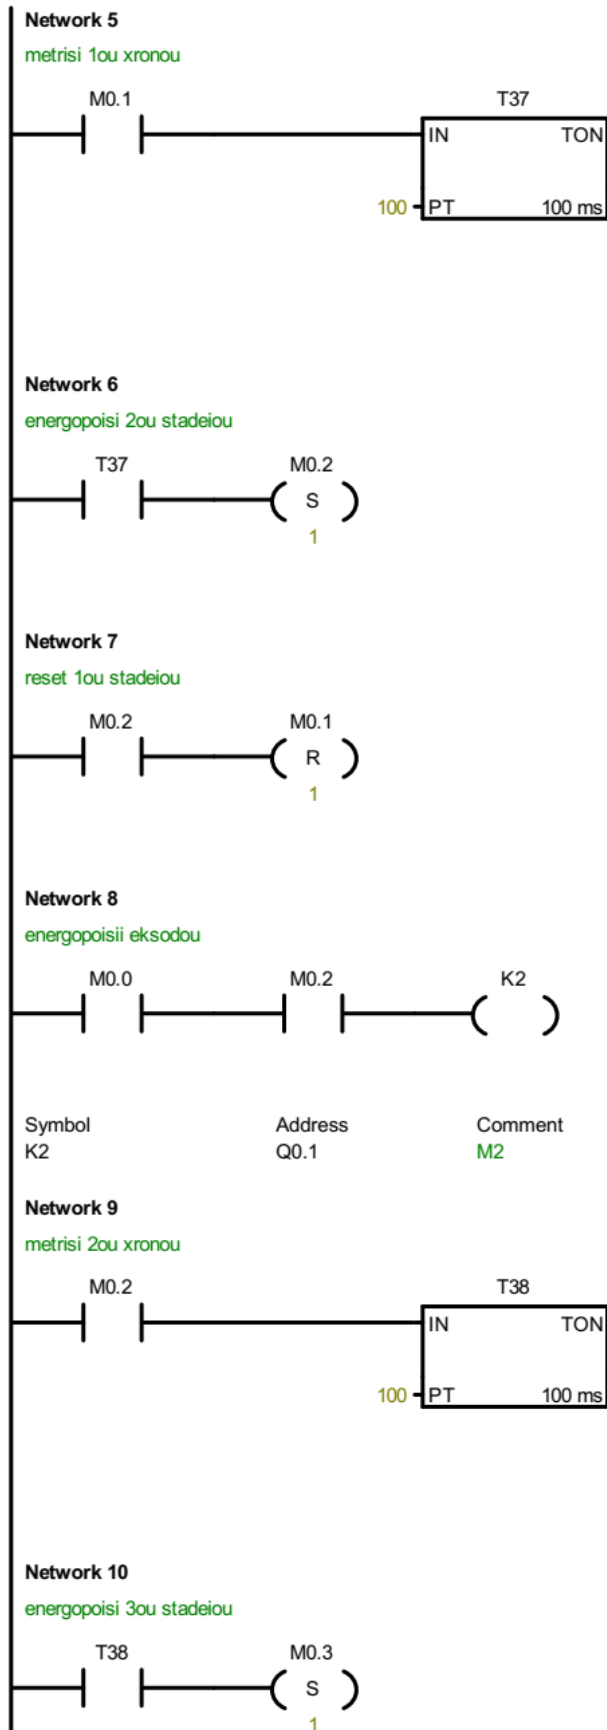 Network 5
metrisi 1ou xronou
M0.1 T37
IN TON
100 PT 100 ms
Network 6
energopoisi 2ou stadeiou
T37 M0.2
S
1
Network 7
reset 1ou stadeiou
M0.2 M0.1
R
1
Network 8
energopoisii eksodou
M0.0 M0.2 K2
Symbol Address Comment
K2 Q0.1 M2
Network 9
metrisi 2ou xronou
M0.2 T38
IN TON
100 PT 100 ms
Network 10
energopoisi 3ou stadeiou
T38 M0.3
S
1